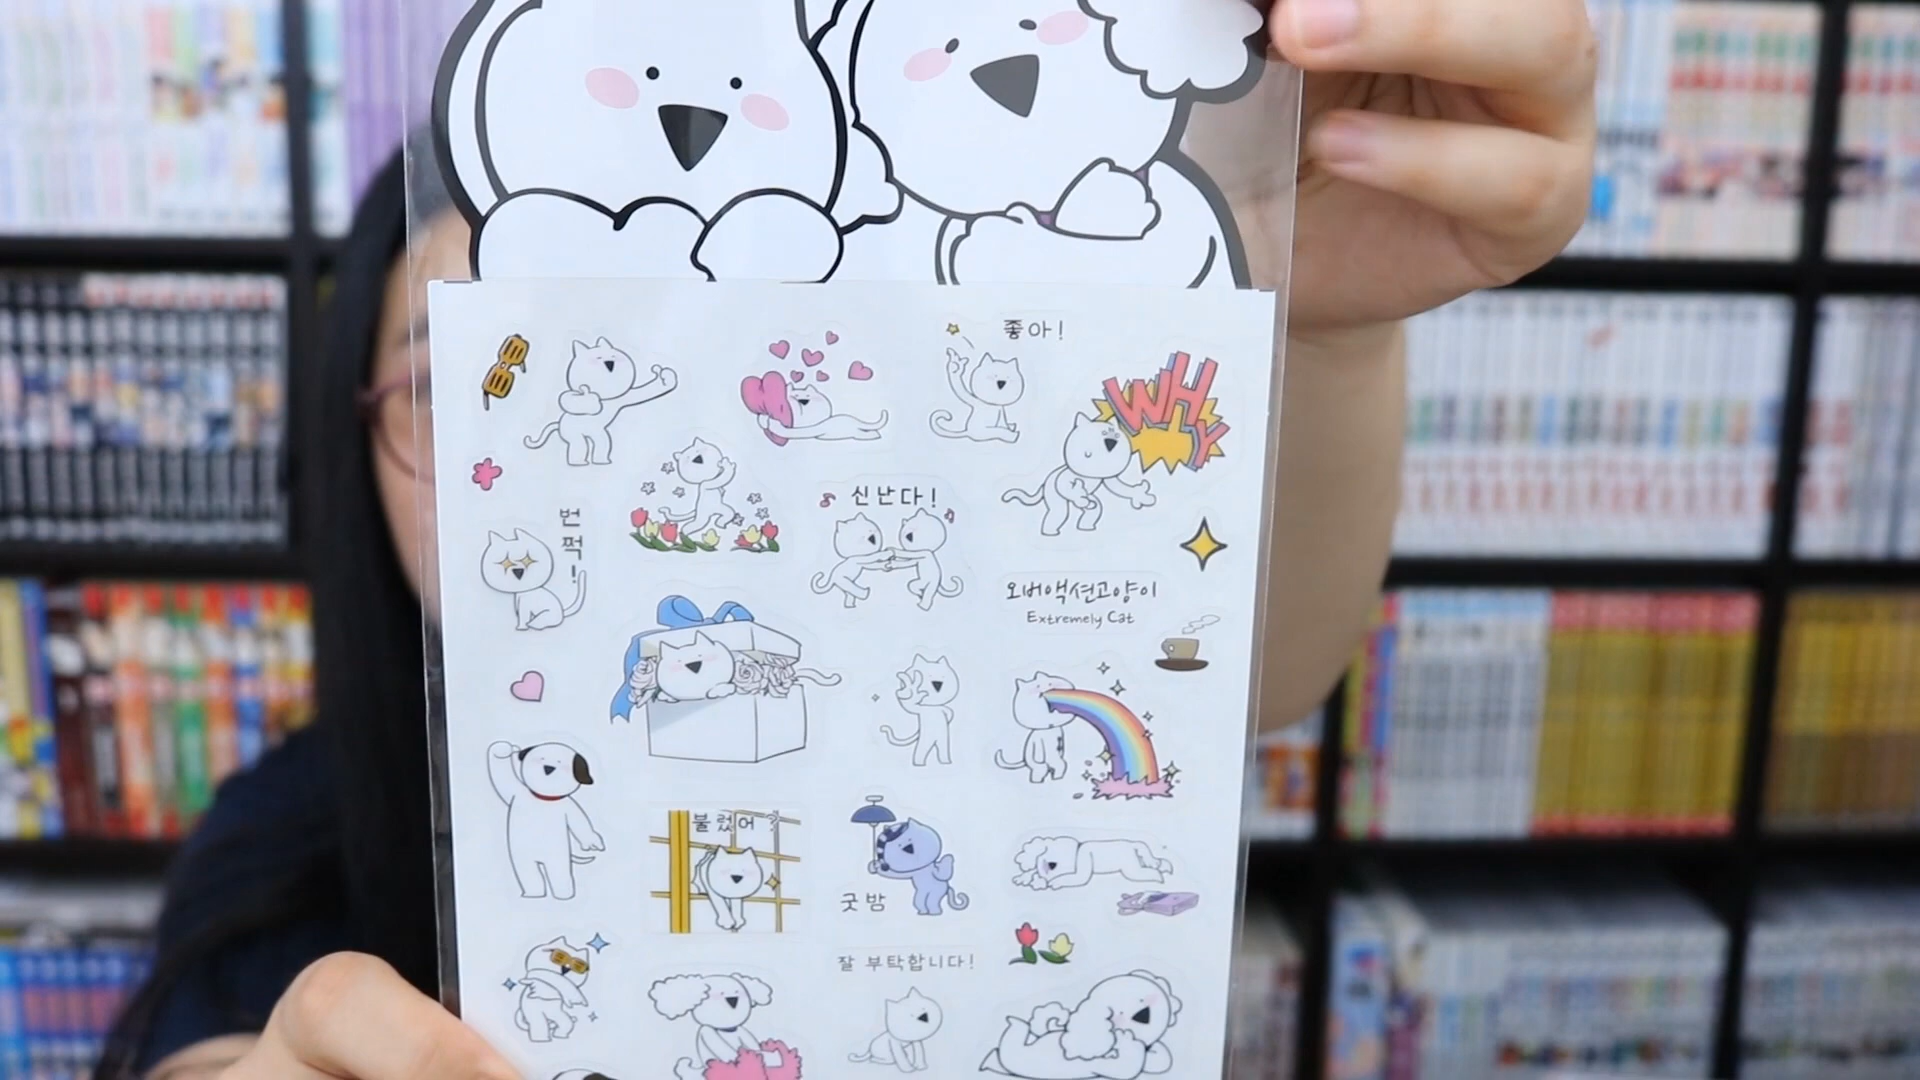 좋아!
WHY
신난다!
번쩍!
오버액션고양이
Extremely Cat
불렀어?
굿밤
잘 부탁합니다!